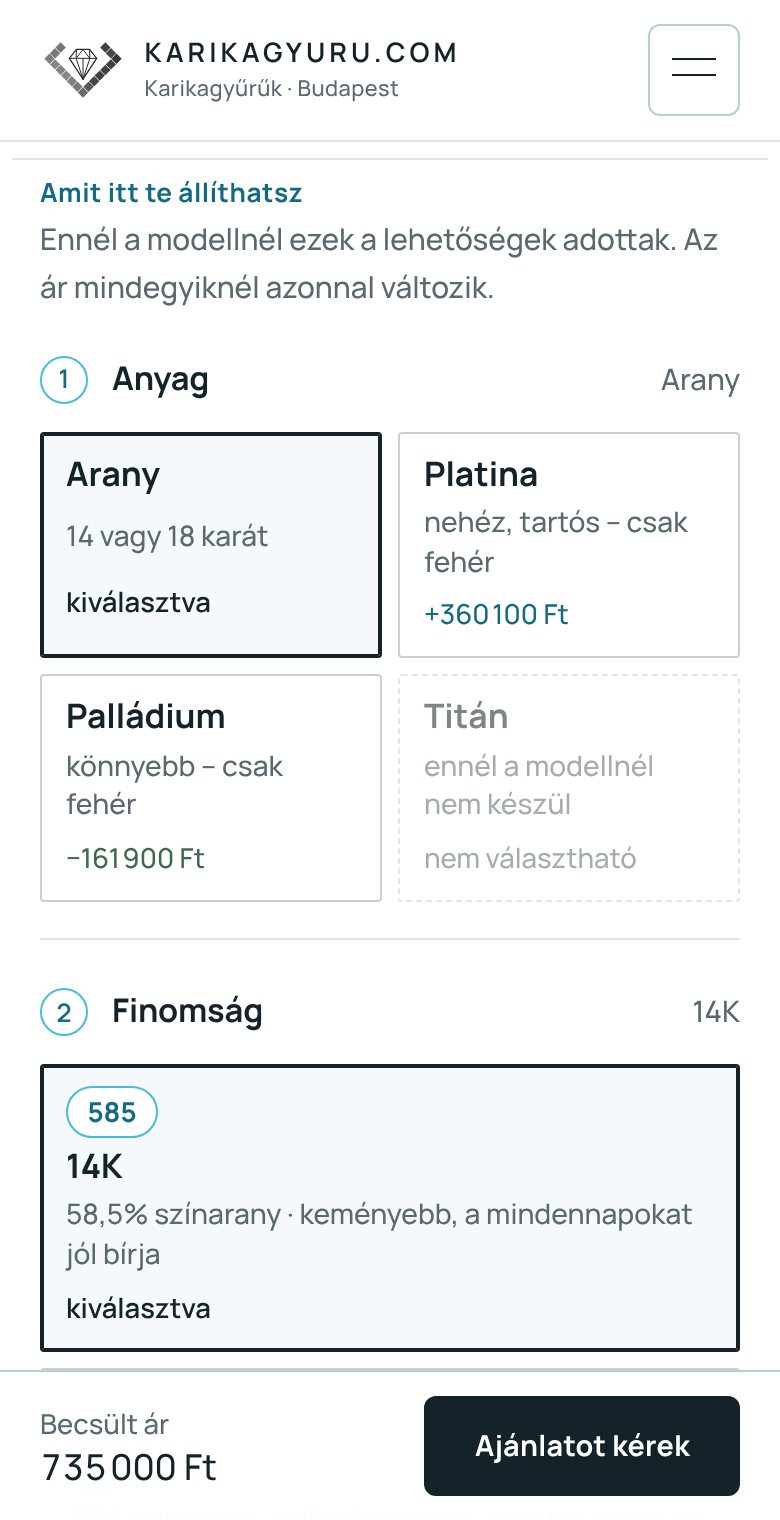 KARIKAGYURU.COM
Karikagyűrűk · Budapest
Amit itt te állíthatsz
Ennél a modellnél ezek a lehetőségek adottak. Az
ár mindegyiknél azonnal változik.
1 Anyag Arany
Arany
14 vagy 18 karát
kiválasztva
Platina
nehéz, tartós – csak
fehér
+360 100 Ft
Palládium
könnyebb – csak
fehér
−161 900 Ft
Titán
ennél a modellnél
nem készül
nem választható
2 Finomság 14K
585
14K
58,5% színarany · keményebb, a mindennapokat
jól bírja
kiválasztva
Becsült ár
735 000 Ft
Ajánlatot kérek